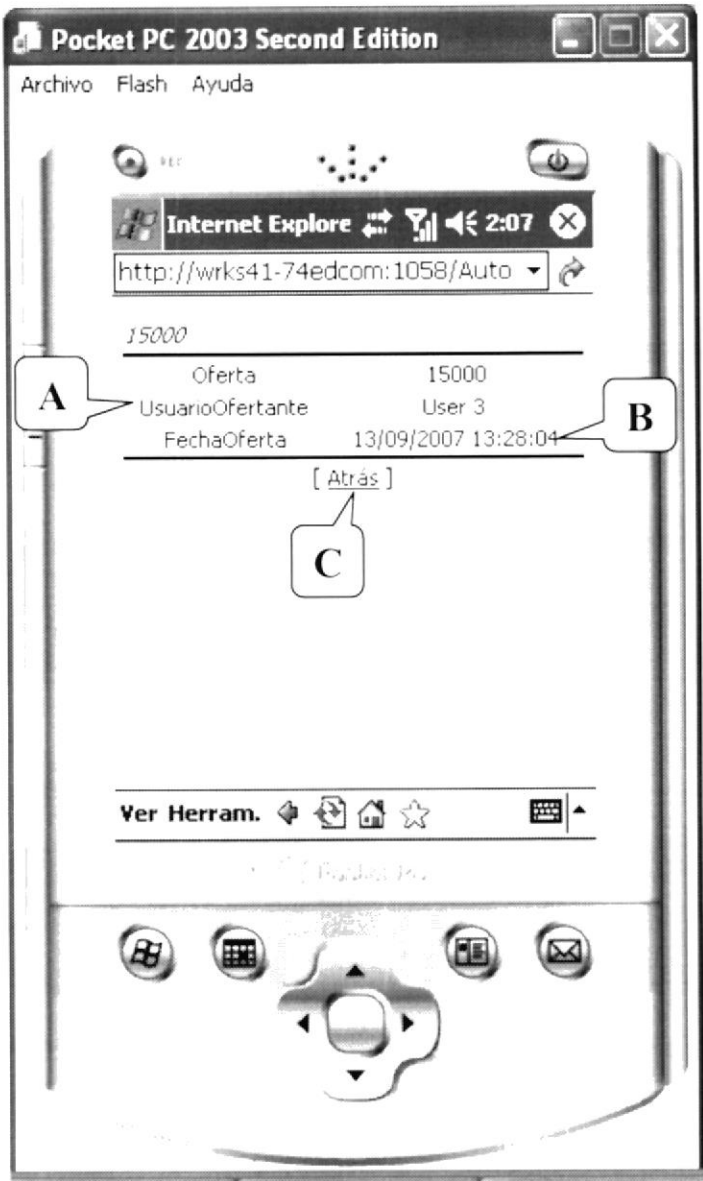 Pocket PC 2003 Second Edition
Archivo Flash Ayuda
Internet Explore 2:07
http://wrks41-74edcom:1058/Auto
15000
Oferta 15000
A
UsuarioOfertante User 3
B
FechaOferta 13/09/2007 13:28:04
[ Atrás ]
C
Ver Herram.